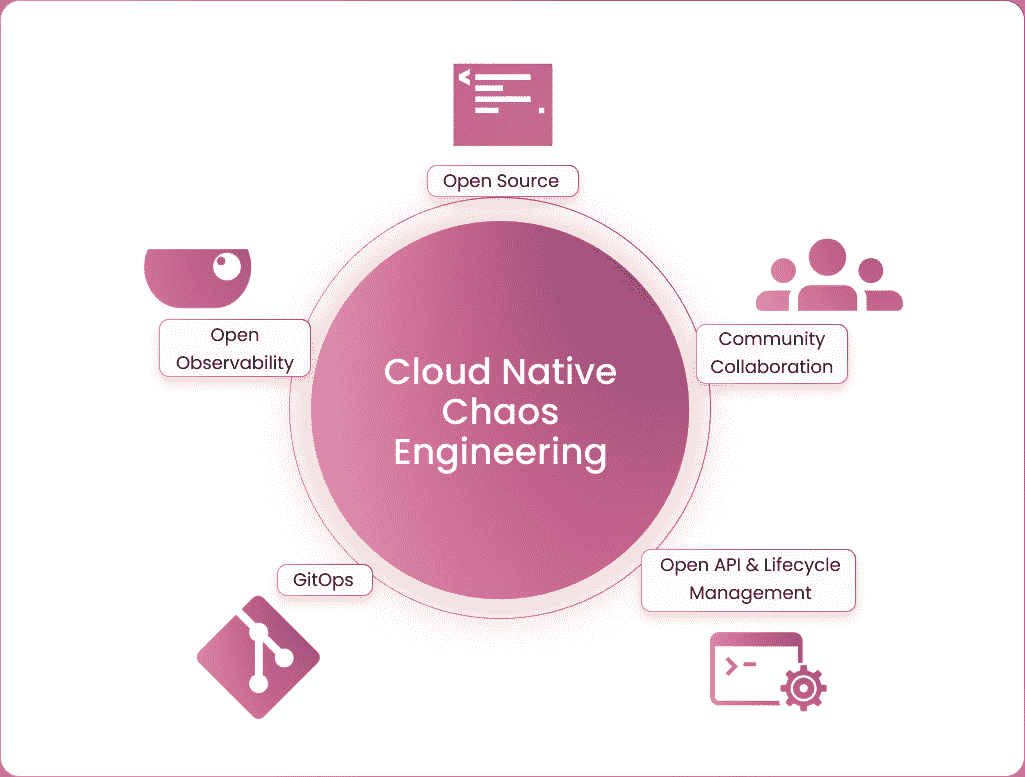 Open Source
Open
Observability
Community
Collaboration
Cloud Native
Chaos
Engineering
GitOps
Open API & Lifecycle
Management